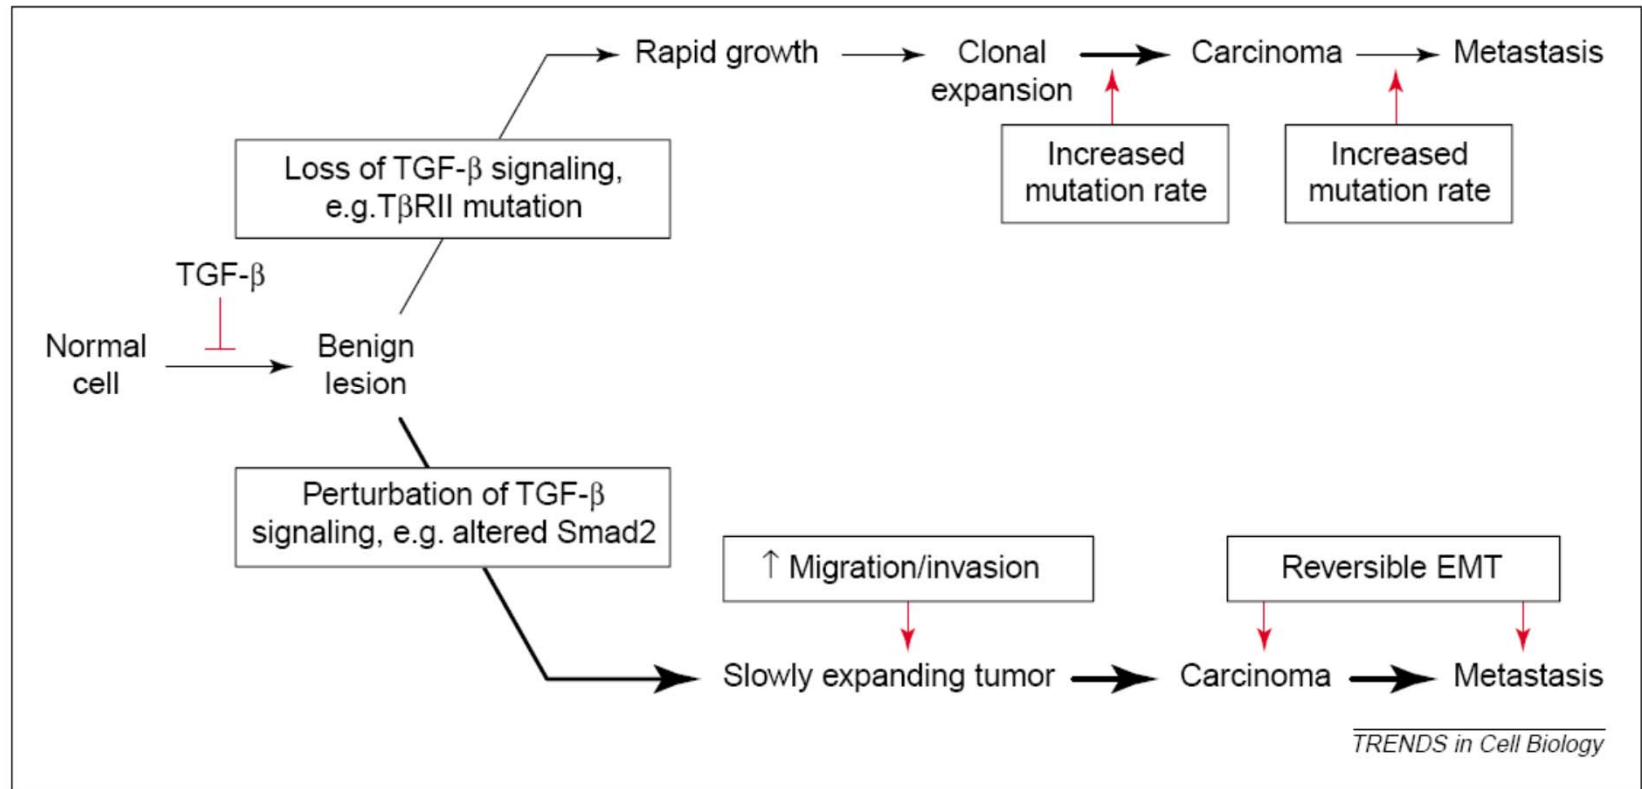 Rapid growth
Clonal
expansion
Carcinoma
Metastasis
Increased
mutation rate
Increased
mutation rate
Loss of TGF-β signaling,
e.g.TβRII mutation
TGF-β
Normal
cell
Benign
lesion
Perturbation of TGF-β
signaling, e.g. altered Smad2
↑ Migration/invasion
Reversible EMT
Slowly expanding tumor
Carcinoma
Metastasis
TRENDS in Cell Biology